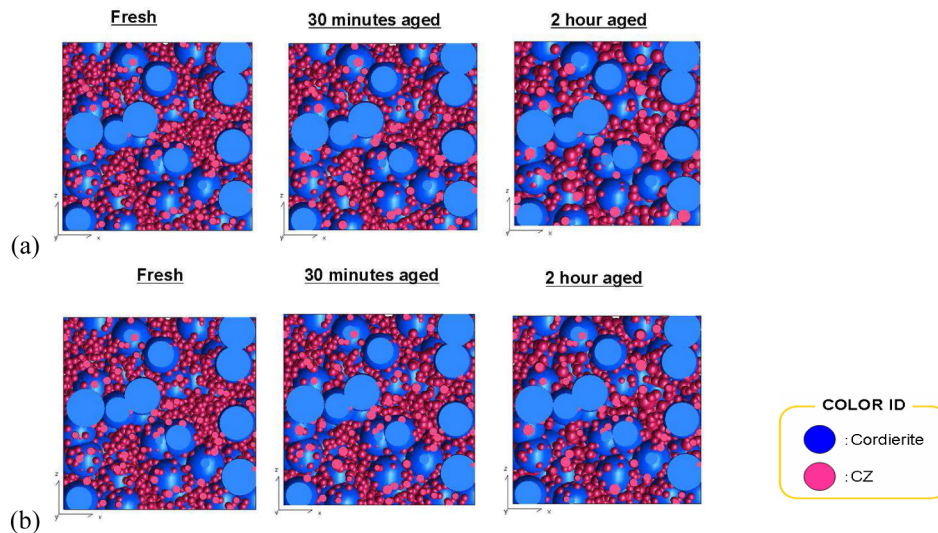 Fresh 30 minutes aged 2 hour aged
z
y x
z
y x
z
y x
(a)
Fresh 30 minutes aged 2 hour aged
COLOR ID
: Cordierite
: CZ
z
y x
z
y x
z
y x
(b)